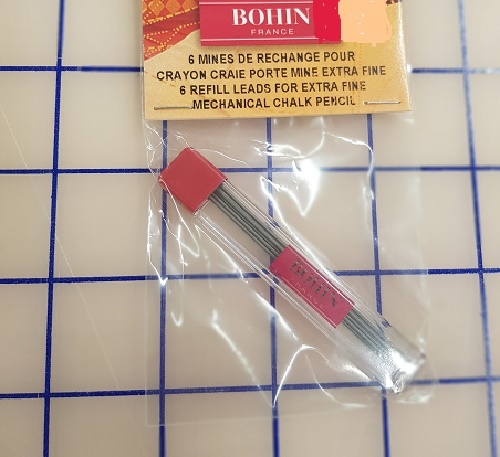 BOHIN
FRANCE
6 MINES DE RECHANGE POUR
CRAYON CRAIE PORTE MINE EXTRA FINE
6 REFILL LEADS FOR EXTRA FINE
MECHANICAL CHALK PENCIL
BOHIN